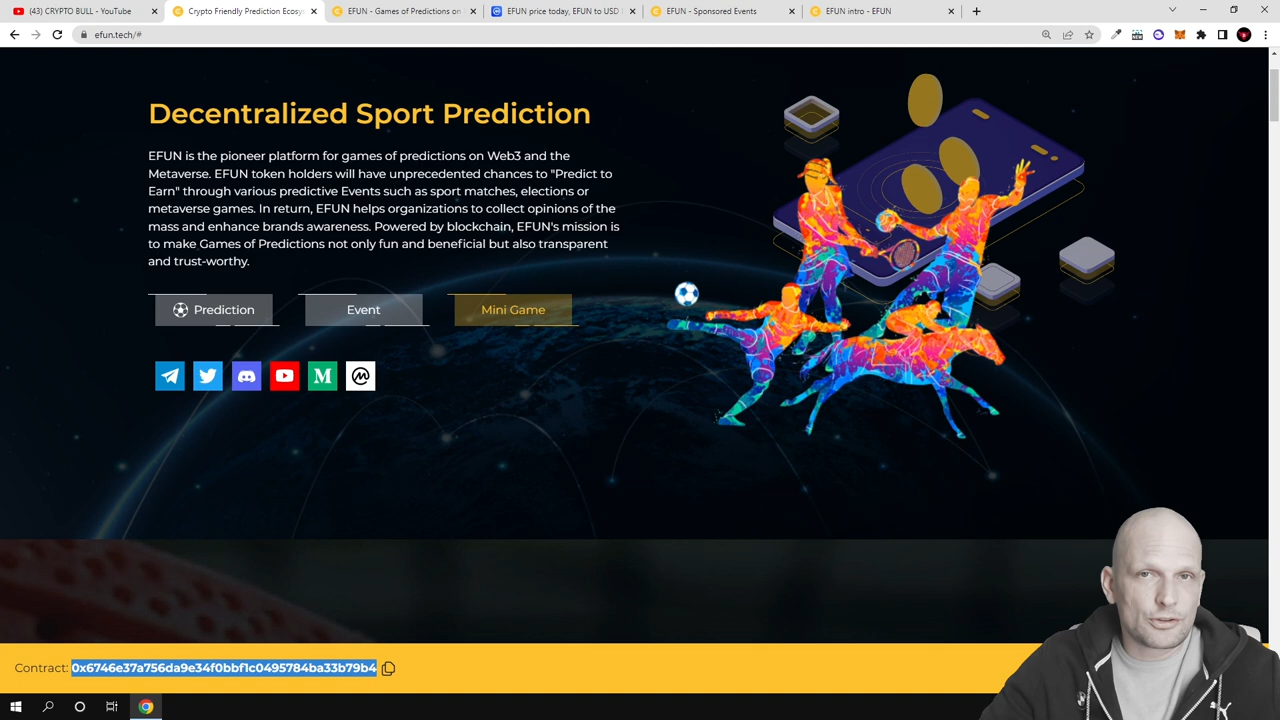 (43) CRYPTO BULL - YouTube
Crypto Friendly Prediction Ecosys
EFUN - Games of Predictions on
EFUN price today, EFUN to USD
EFUN - Sponsored Events
EFUN intro - EFUN
efun.tech/#
Decentralized Sport Prediction
EFUN is the pioneer platform for games of predictions on Web3 and the
Metaverse. EFUN token holders will have unprecedented chances to "Predict to
Earn" through various predictive Events such as sport matches, elections or
metaverse games. In return, EFUN helps organizations to collect opinions of the
mass and enhance brands awareness. Powered by blockchain, EFUN's mission is
to make Games of Predictions not only fun and beneficial but also transparent
and trust-worthy.
Prediction
Event
Mini Game
Contract: 0x6746e37a756da9e34f0bbf1c0495784ba33b79b4